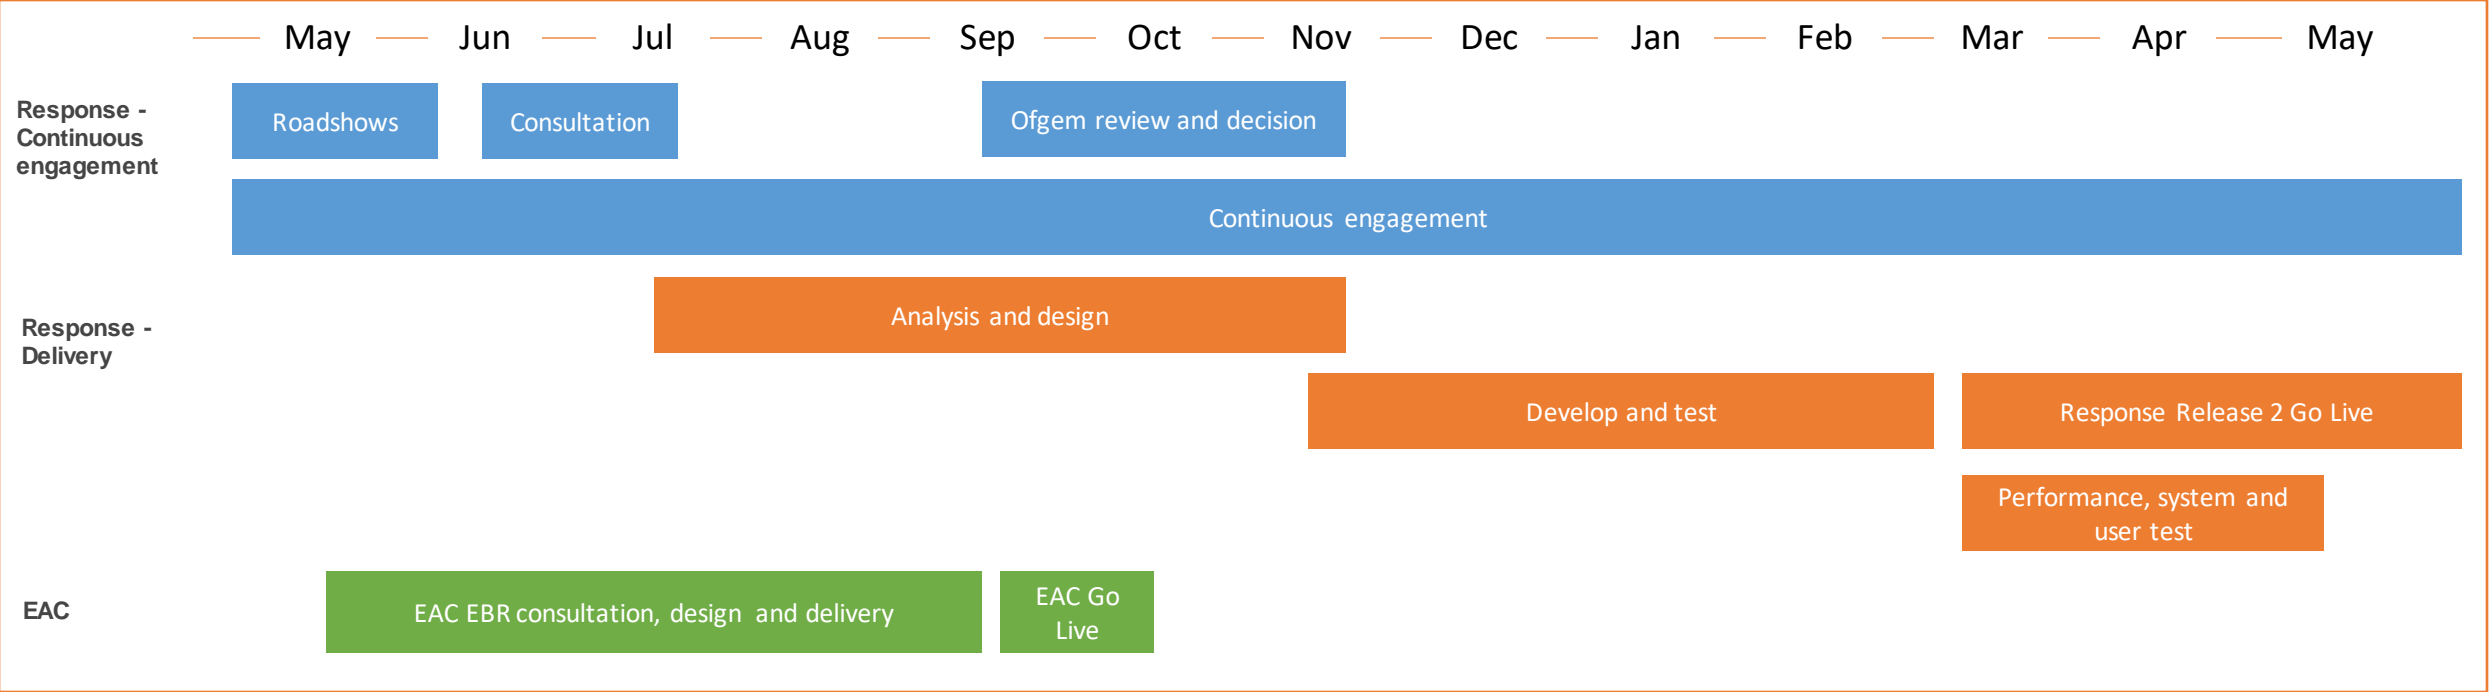 May Jun Jul Aug Sep Oct Nov Dec Jan Feb Mar Apr May
Response -
Continuous
engagement
Roadshows
Consultation
Ofgem review and decision
Continuous engagement
Response -
Delivery
Analysis and design
Develop and test
Response Release 2 Go Live
Performance, system and
user test
EAC
EAC EBR consultation, design and delivery
EAC Go
Live